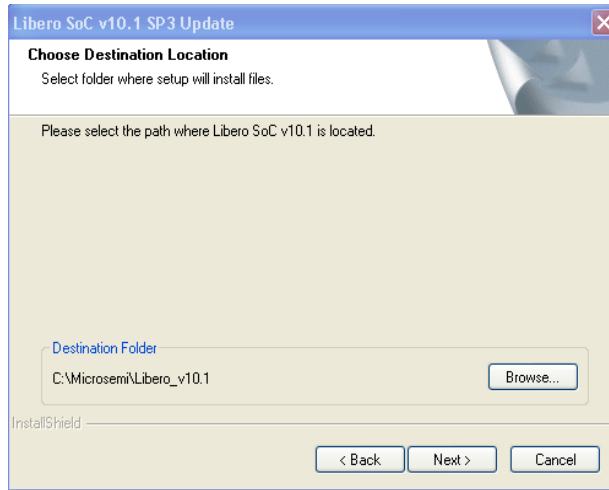 Libero SoC v10.1 SP3 Update
Choose Destination Location
Select folder where setup will install files.
Please select the path where Libero SoC v10.1 is located.
Destination Folder
C:\Microsemi\Libero_v10.1
Browse...
InstallShield
< Back
Next >
Cancel